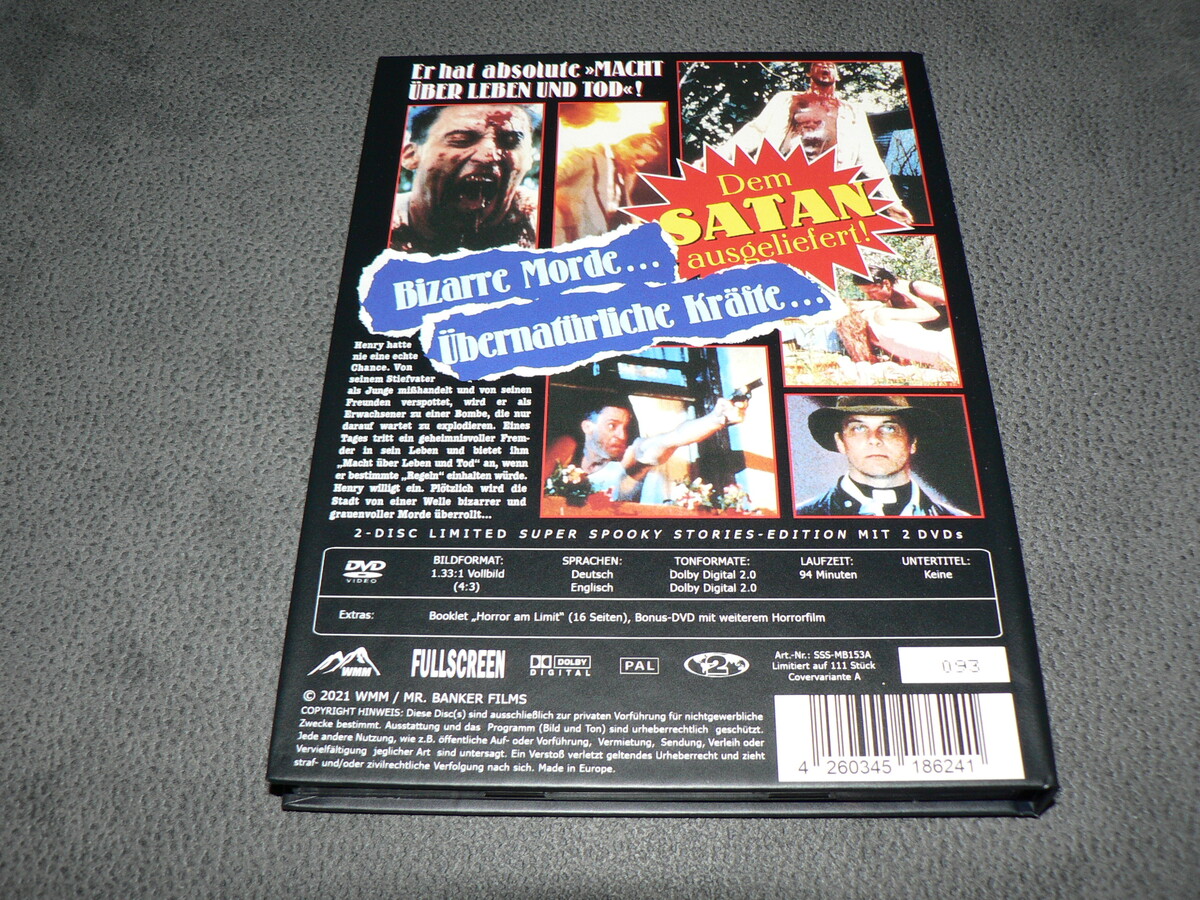 Er hat absolute »MACHT
ÜBER LEBEN UND TOD«!
Dem
SATAN
ausgeliefert!
Bizarre Morde...
Übernatürliche Kräfte...
Henry hatte
nie eine echte
Chance. Von
seinem Stiefvater
als Junge mißhandelt und von seinen
Freunden verspottet, wird er als
Erwachsener zu einer Bombe, die nur
darauf wartet zu explodieren. Eines
Tages tritt ein geheimnisvoller Frem-
der in sein Leben und bietet ihm
„Macht über Leben und Tod" an, wenn
er bestimmte „Regeln" einhalten würde.
Henry willigt ein. Plötzlich wird die
Stadt von einer Welle bizarrer und
grauenvoller Morde überrollt...
2-DISC LIMITED SUPER SPOOKY STORIES-EDITION MIT 2 DVDs
DVD
VIDEO
BILDFORMAT:
1.33:1 Vollbild
(4:3)
SPRACHEN:
Deutsch
Englisch
TONFORMATE:
Dolby Digital 2.0
Dolby Digital 2.0
LAUFZEIT:
94 Minuten
UNTERTITEL:
Keine
Extras: Booklet „Horror am Limit" (16 Seiten), Bonus-DVD mit weiterem Horrorfilm
WMM
FULLSCREEN
DOLBY
DIGITAL
PAL
2
Art.-Nr.: SSS-MB153A
Limitiert auf 111 Stück
Covervariante A
093
© 2021 WMM / MR. BANKER FILMS
COPYRIGHT HINWEIS: Diese Disc(s) sind ausschließlich zur privaten Vorführung für nichtgewerbliche
Zwecke bestimmt. Ausstattung und das Programm (Bild und Ton) sind urheberrechtlich geschützt.
Jede andere Nutzung, wie z.B. öffentliche Auf- oder Vorführung, Vermietung, Sendung, Verleih oder
Vervielfältigung jeglicher Art sind untersagt. Ein Verstoß verletzt geltendes Urheberrecht und zieht
straf- und/oder zivilrechtliche Verfolgung nach sich. Made in Europe.
4 260345 186241